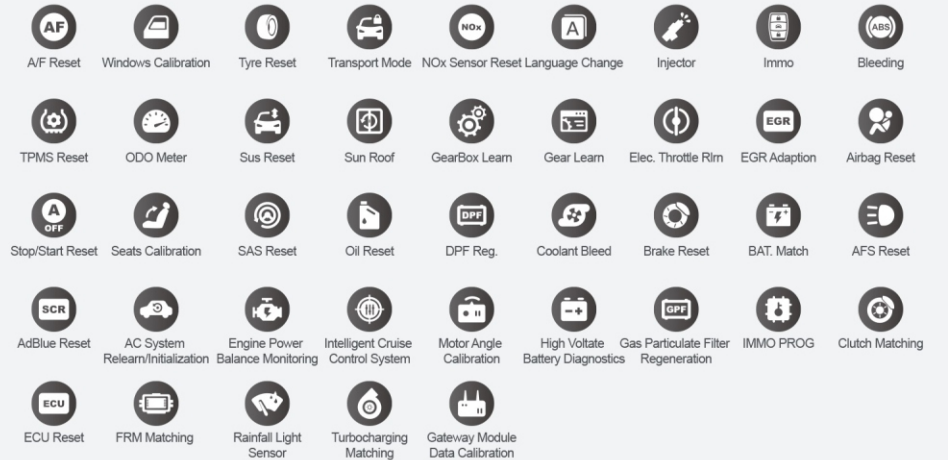 AF
NOx
A
ABS
A/F Reset
Windows Calibration
Tyre Reset
Transport Mode
NOx Sensor Reset
Language Change
Injector
Immo
Bleeding
EGR
TPMS Reset
ODO Meter
Sus Reset
Sun Roof
GearBox Learn
Gear Learn
Elec. Throttle Rlrn
EGR Adaption
Airbag Reset
A
OFF
DPF
Stop/Start Reset
Seats Calibration
SAS Reset
Oil Reset
DPF Reg.
Coolant Bleed
Brake Reset
BAT. Match
AFS Reset
SCR
GPF
AdBlue Reset
AC System
Relearn/Initialization
Engine Power
Balance Monitoring
Intelligent Cruise
Control System
Motor Angle
Calibration
High Voltate
Battery Diagnostics
Gas Particulate Filter
Regeneration
IMMO PROG
Clutch Matching
ECU
ECU Reset
FRM Matching
Rainfall Light
Sensor
Turbocharging
Matching
Gateway Module
Data Calibration